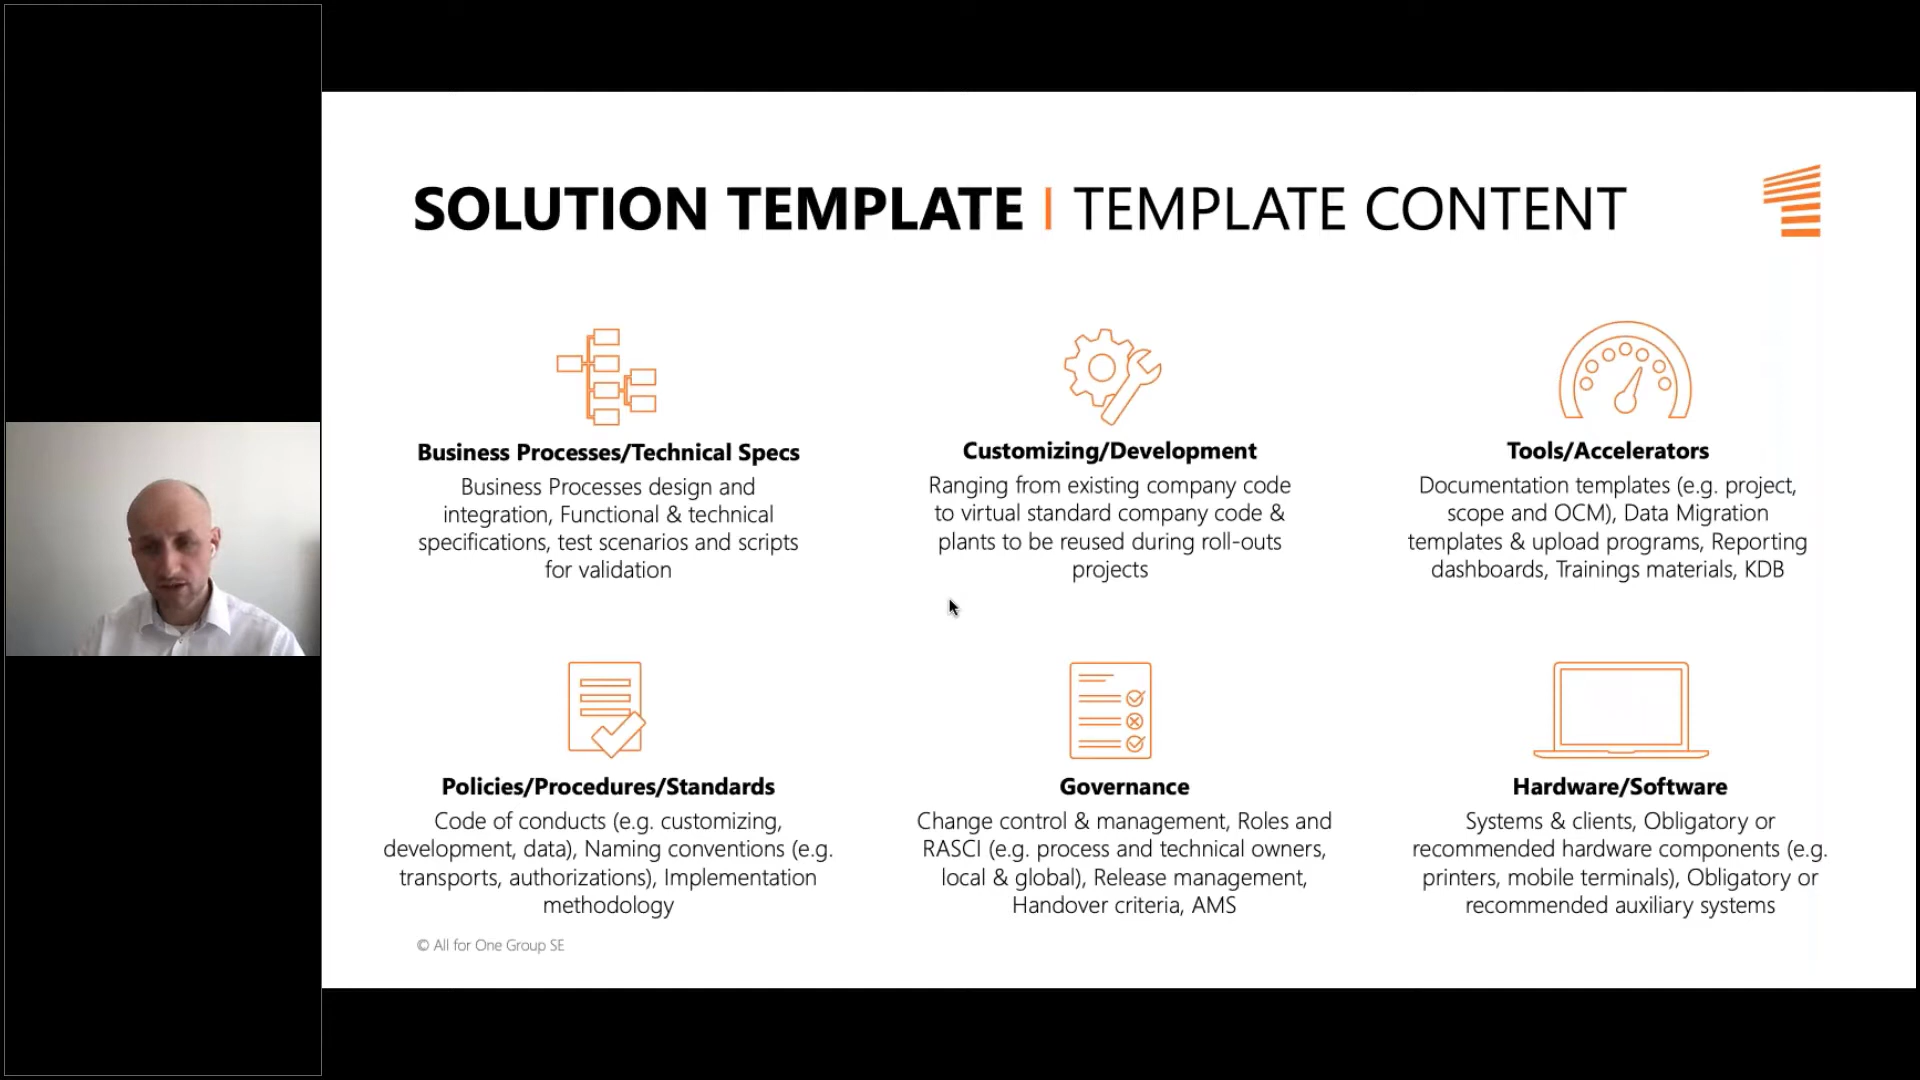 SOLUTION TEMPLATE | TEMPLATE CONTENT
Business Processes/Technical Specs
Business Processes design and
integration, Functional & technical
specifications, test scenarios and scripts
for validation
Customizing/Development
Ranging from existing company code
to virtual standard company code &
plants to be reused during roll-outs
projects
Tools/Accelerators
Documentation templates (e.g. project,
scope and OCM), Data Migration
templates & upload programs, Reporting
dashboards, Trainings materials, KDB
Policies/Procedures/Standards
Code of conducts (e.g. customizing,
development, data), Naming conventions (e.g.
transports, authorizations), Implementation
methodology
Governance
Change control & management, Roles and
RASCI (e.g. process and technical owners,
local & global), Release management,
Handover criteria, AMS
Hardware/Software
Systems & clients, Obligatory or
recommended hardware components (e.g.
printers, mobile terminals), Obligatory or
recommended auxiliary systems
© All for One Group SE